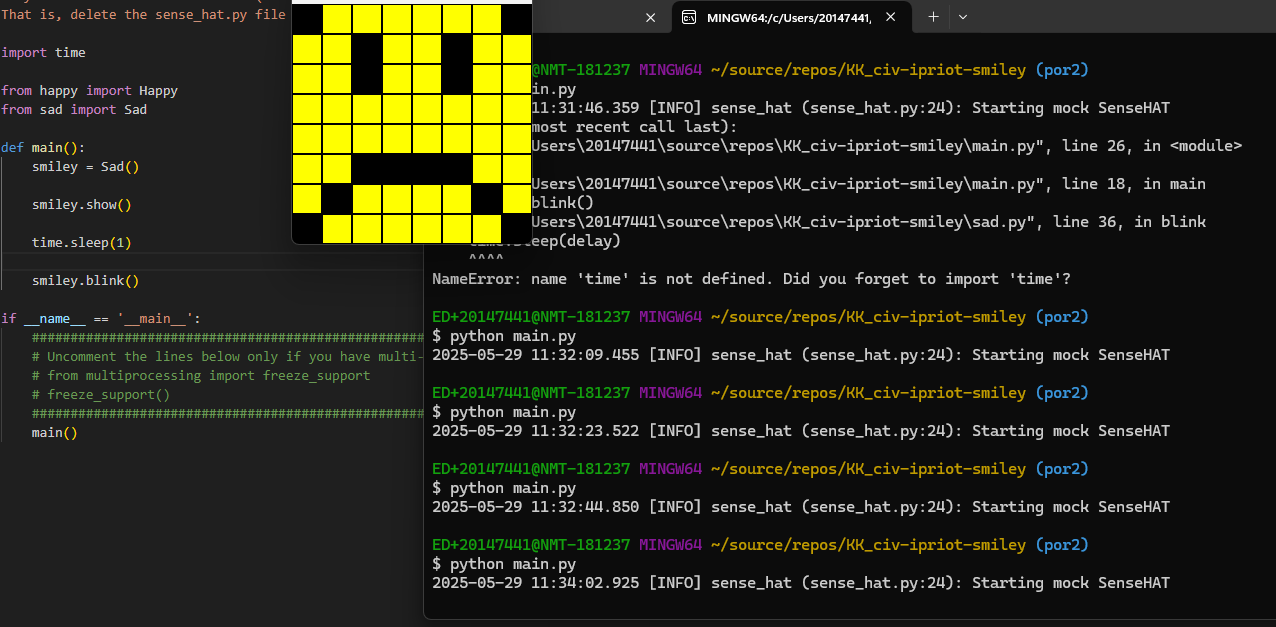 That is, delete the sense_hat.py file
import time
from happy import Happy
from sad import Sad
def main():
smiley = Sad()
smiley.show()
time.sleep(1)
smiley.blink()
if __name__ == '__main__':
# Uncomment the lines below only if you have multi-
# from multiprocessing import freeze_support
# freeze_support()
main()
MINGW64:/c/Users/20147441/
@NMT-181237 MINGW64 ~/source/repos/KK_civ-ipriot-smiley (por2)
in.py
11:31:46.359 [INFO] sense_hat (sense_hat.py:24): Starting mock SenseHAT
most recent call last):
Users\20147441\source\repos\KK_civ-ipriot-smiley\main.py", line 26, in <module>
Users\20147441\source\repos\KK_civ-ipriot-smiley\main.py", line 18, in main
blink()
Users\20147441\source\repos\KK_civ-ipriot-smiley\sad.py", line 36, in blink
time.sleep(delay)
^^^^
NameError: name 'time' is not defined. Did you forget to import 'time'?
ED+20147441@NMT-181237 MINGW64 ~/source/repos/KK_civ-ipriot-smiley (por2)
$ python main.py
2025-05-29 11:32:09.455 [INFO] sense_hat (sense_hat.py:24): Starting mock SenseHAT
ED+20147441@NMT-181237 MINGW64 ~/source/repos/KK_civ-ipriot-smiley (por2)
$ python main.py
2025-05-29 11:32:23.522 [INFO] sense_hat (sense_hat.py:24): Starting mock SenseHAT
ED+20147441@NMT-181237 MINGW64 ~/source/repos/KK_civ-ipriot-smiley (por2)
$ python main.py
2025-05-29 11:32:44.850 [INFO] sense_hat (sense_hat.py:24): Starting mock SenseHAT
ED+20147441@NMT-181237 MINGW64 ~/source/repos/KK_civ-ipriot-smiley (por2)
$ python main.py
2025-05-29 11:34:02.925 [INFO] sense_hat (sense_hat.py:24): Starting mock SenseHAT